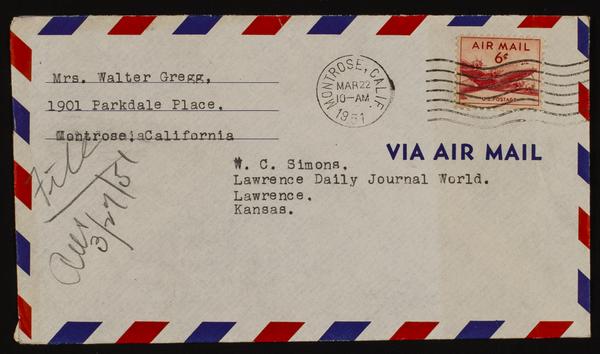 Mrs. Walter Gregg,
1901 Parkdale Place.
Montrose, California
MONTROSE, CALIF.
MAR 22
10-AM
1951
AIR MAIL
6¢
U.S. POSTAGE
VIA AIR MAIL
W. C. Simons.
Lawrence Daily Journal World.
Lawrence.
Kansas.
File
3/27/51